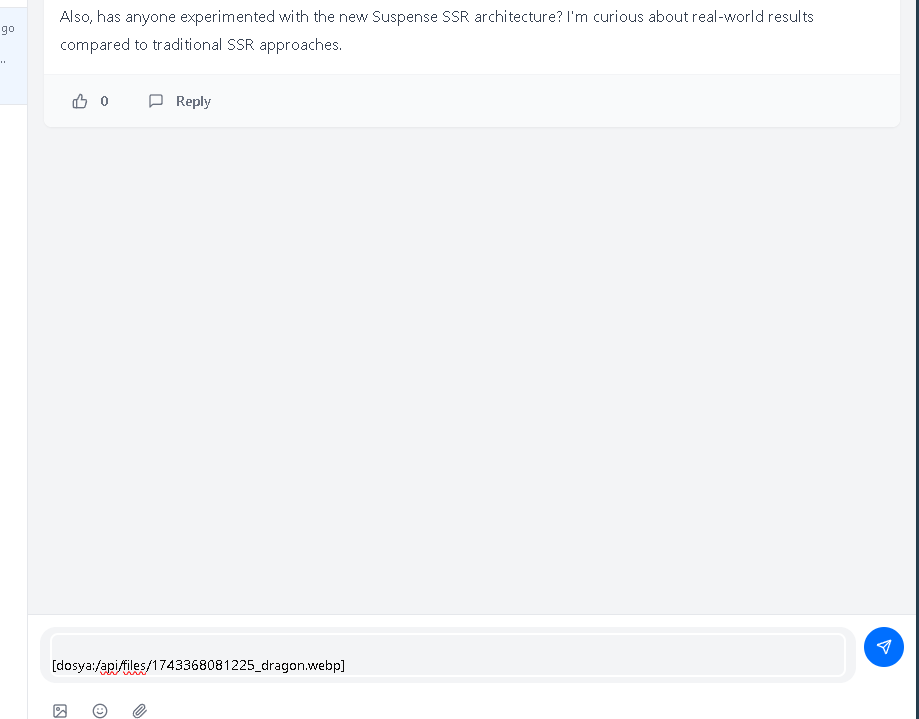 Also, has anyone experimented with the new Suspense SSR architecture? I'm curious about real-world results
go
compared to traditional SSR approaches.
..
0 Reply
[dosya:/api/files/1743368081225_dragon.webp]